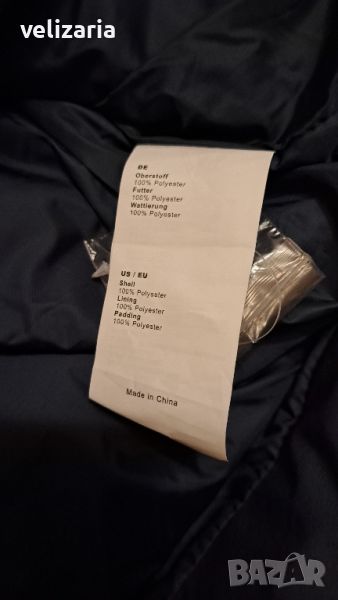 velizaria
DE
Oberstoff
100% Polyester
Futter
100% Polyester
Wattierung
100% Polyester
US / EU
Shell
100% Polyester
Lining
100% Polyester
Padding
100% Polyester
Made in China
BAZAR